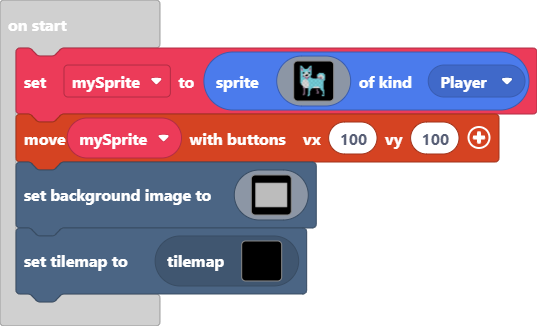 on start
set mySprite to sprite of kind Player
move mySprite with buttons vx 100 vy 100
set background image to
set tilemap to tilemap